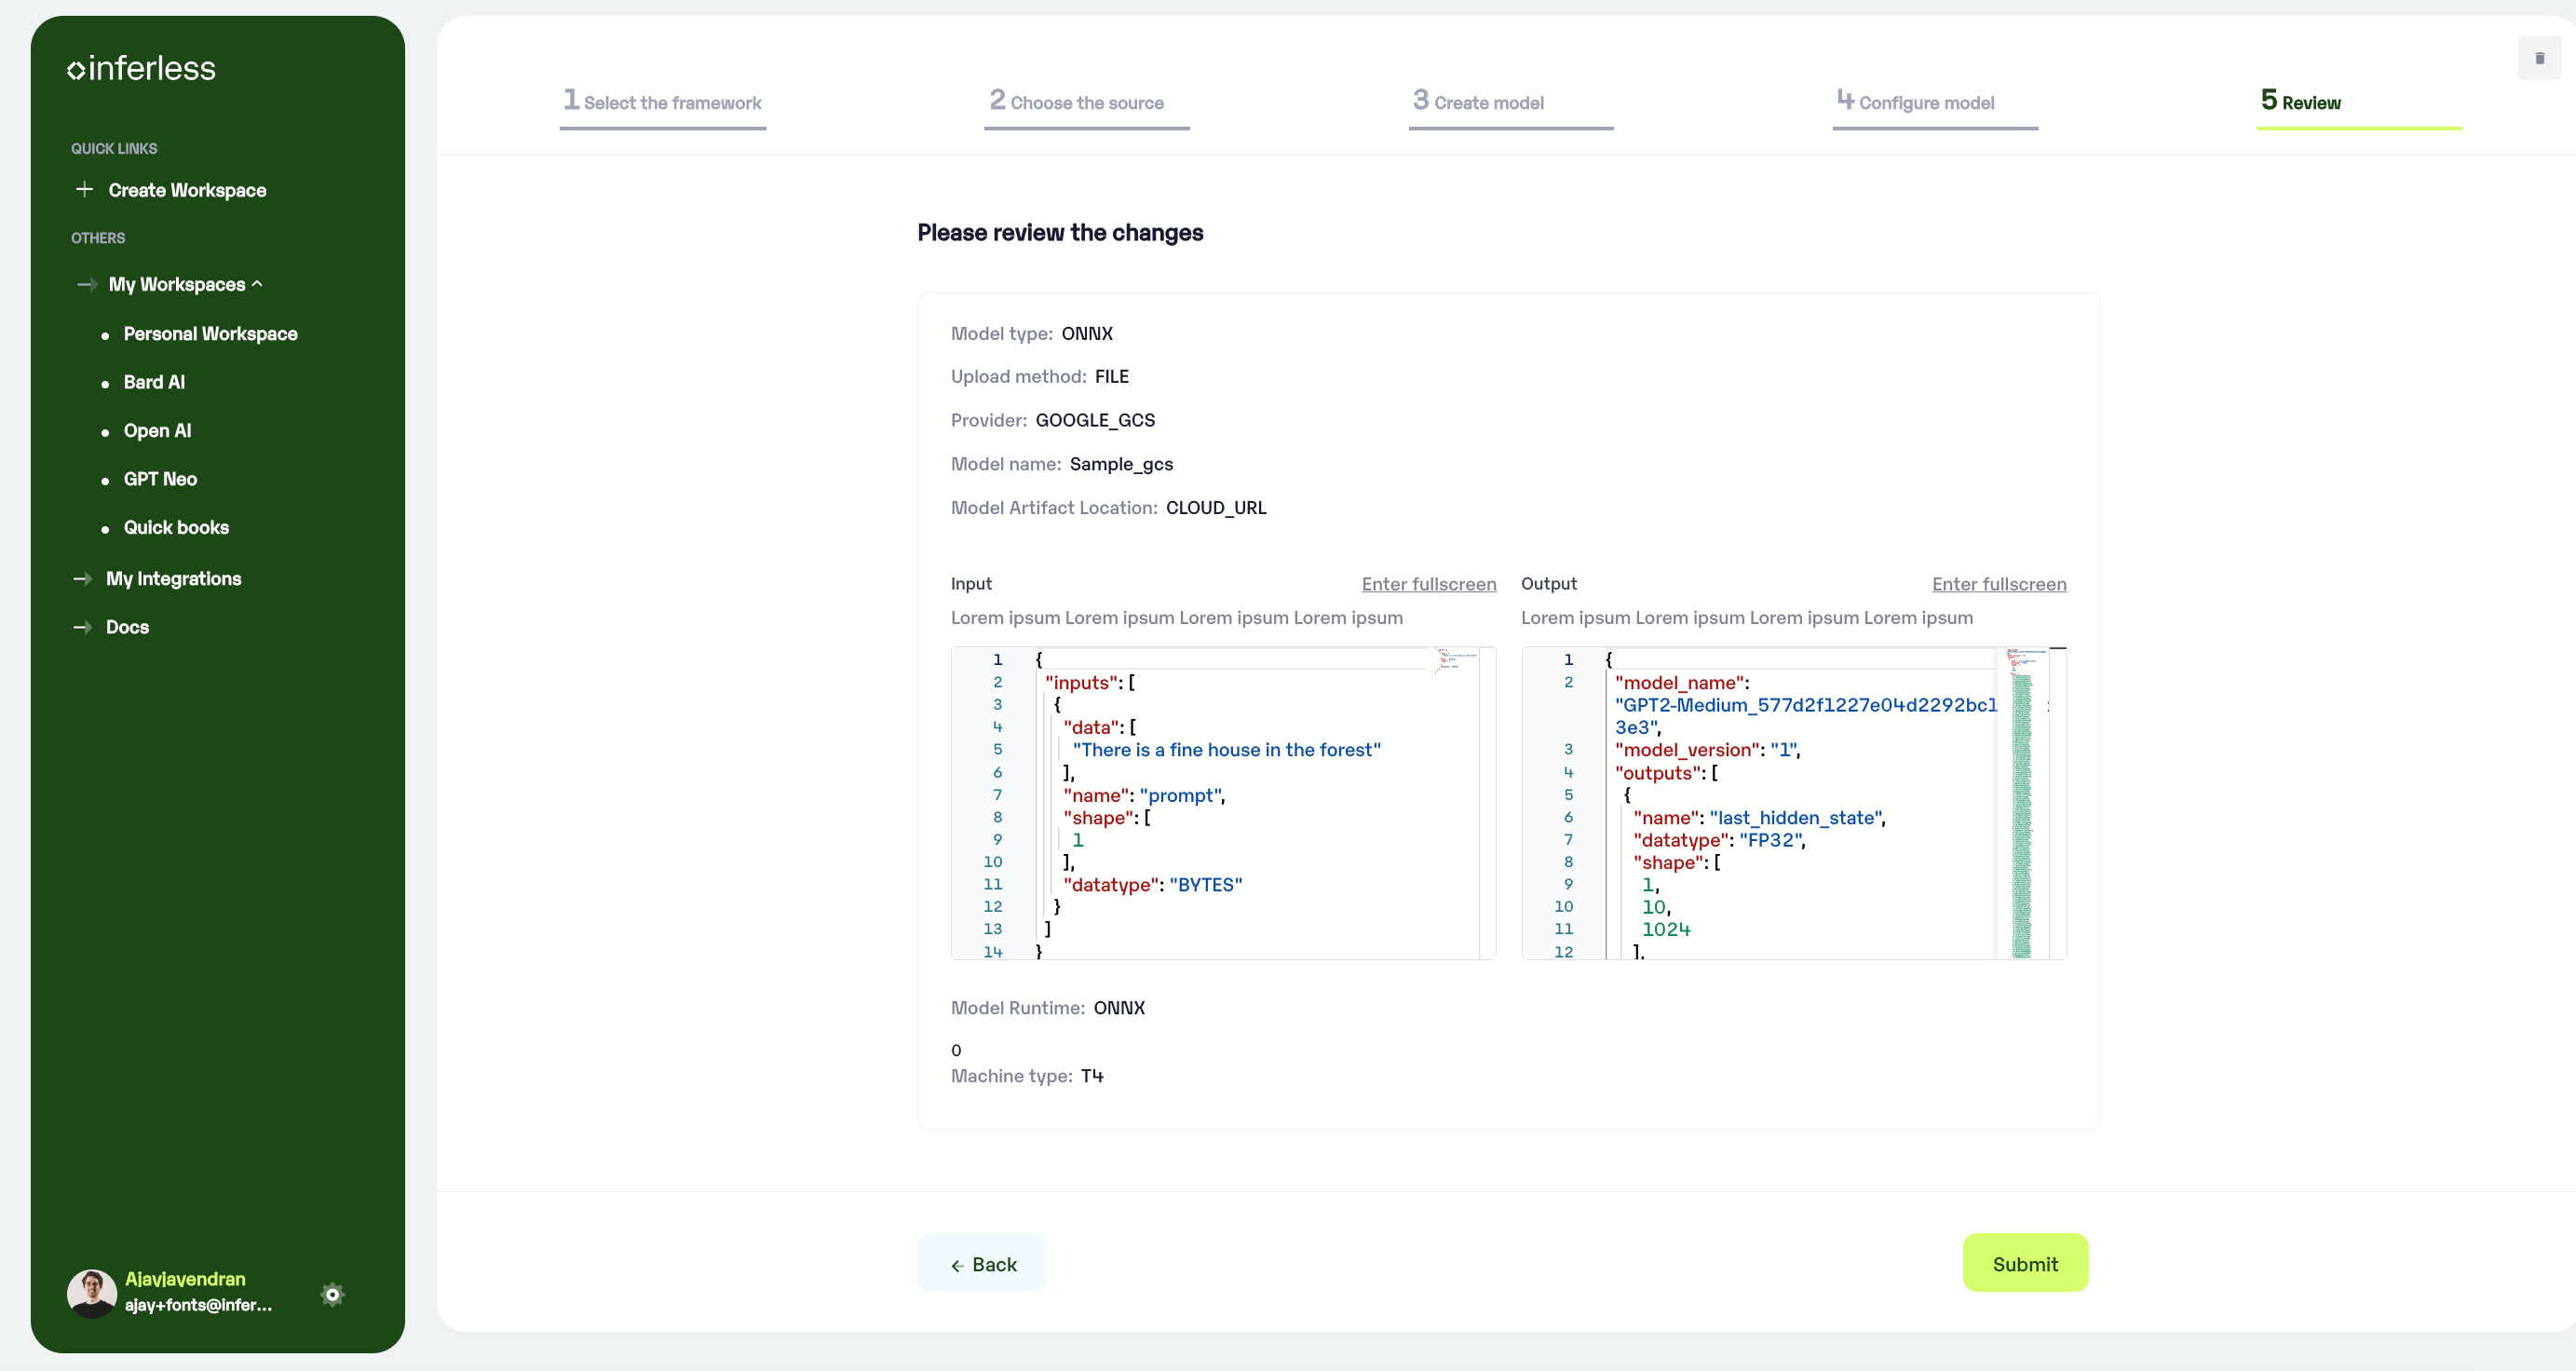 inferless
QUICK LINKS
Create Workspace
OTHERS
My Workspaces
Personal Workspace
Bard AI
Open AI
GPT Neo
Quick books
My Integrations
Docs
Ajayjayendran
ajay+fonts@infer...
1 Select the framework
2 Choose the source
3 Create model
4 Configure model
5 Review
Please review the changes
Model type: ONNX
Upload method: FILE
Provider: GOOGLE_GCS
Model name: Sample_gcs
Model Artifact Location: CLOUD_URL
Input
Enter fullscreen
Lorem ipsum Lorem ipsum Lorem ipsum Lorem ipsum
1 {
2 "inputs": [
3 {
4 "data": [
5 "There is a fine house in the forest"
6 ],
7 "name": "prompt",
8 "shape": [
9 1
10 ],
11 "datatype": "BYTES"
12 }
13 ]
14 }
Output
Enter fullscreen
Lorem ipsum Lorem ipsum Lorem ipsum Lorem ipsum
1 {
2 "model_name":
"GPT2-Medium_577d2f1227e04d2292bc1
3e3",
3 "model_version": "1",
4 "outputs": [
5 {
6 "name": "last_hidden_state",
7 "datatype": "FP32",
8 "shape": [
9 1,
10 10,
11 1024
12 ],
Model Runtime: ONNX
0
Machine type: T4
← Back
Submit